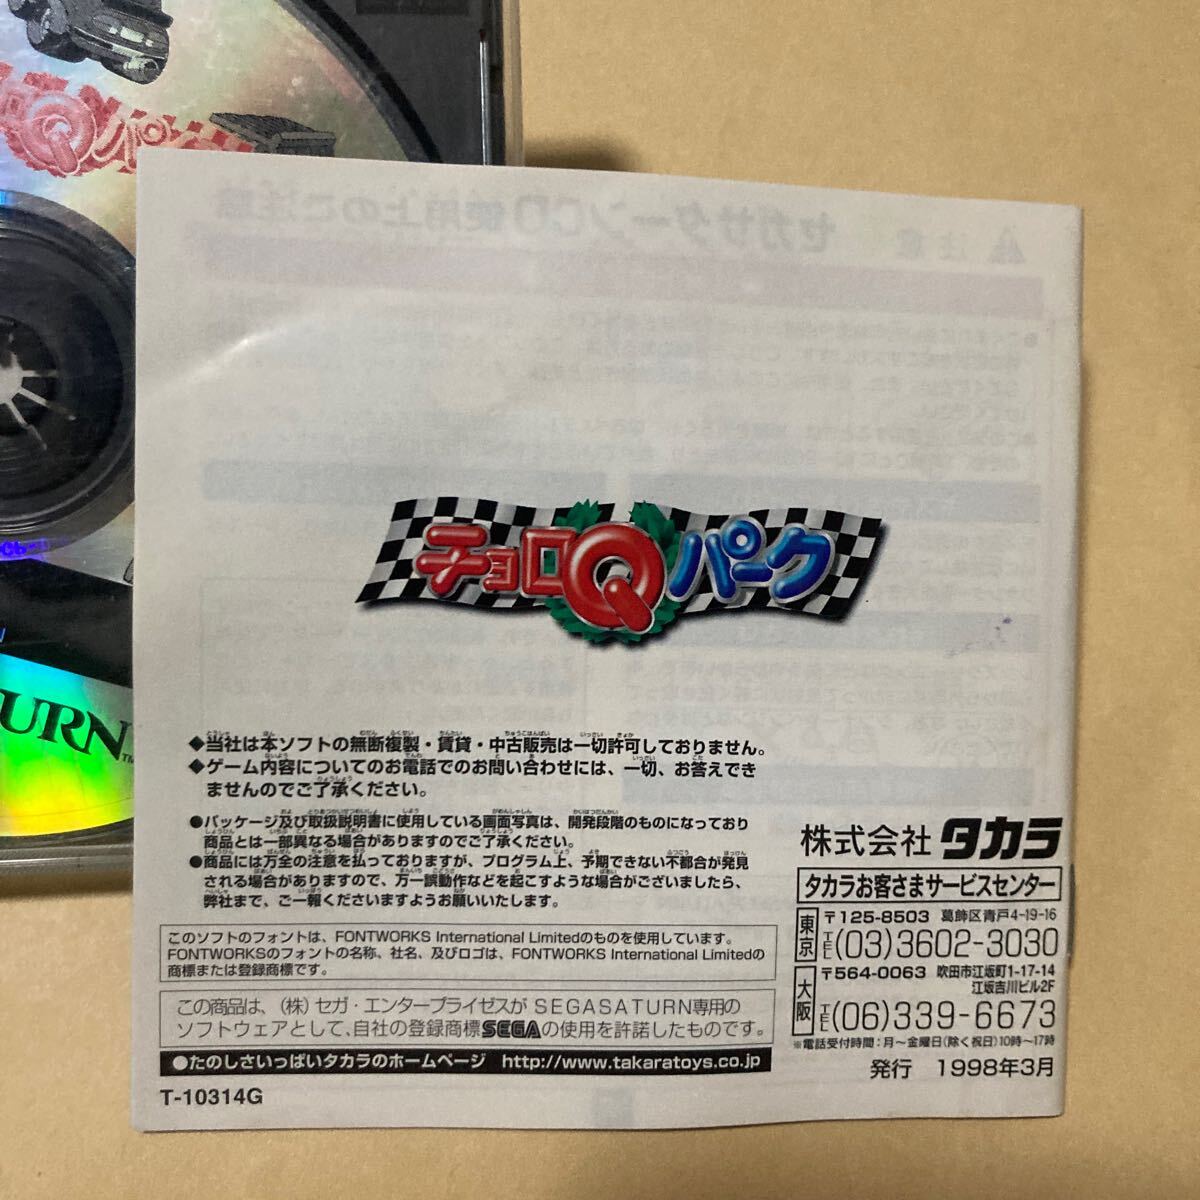 チョロQパーク
URN™
チョロQパーク
◆当社は本ソフトの無断複製・賃貸・中古販売は一切許可しておりません。
◆ゲーム内容についてのお電話でのお問い合わせには、一切、お答えでき
ませんのでご了承ください。
●パッケージ及び取扱説明書に使用している画面写真は、開発段階のものになっており
商品とは一部異なる場合がありますのでご了承ください。
●商品には万全の注意を払っておりますが、プログラム上、予期できない不都合が発見
される場合がありますので、万一誤動作などを起こすような場合がございましたら、
弊社まで、ご一報くださいますようお願いいたします。
このソフトのフォントは、FONTWORKS International Limitedのものを使用しています。
FONTWORKSのフォントの名称、社名、及びロゴは、FONTWORKS International Limitedの
商標または登録商標です。
この商品は、(株)セガ・エンタープライゼスがSEGASATURN専用の
ソフトウェアとして、自社の登録商標SEGAの使用を許諾したものです。
●たのしさいっぱいタカラのホームページ http://www.takaratoys.co.jp
T-10314G
株式会社 タカラ
タカラお客さまサービスセンター
東京
〒125-8503 葛飾区青戸4-19-16
TEL(03)3602-3030
大阪
〒564-0063 吹田市江坂町1-17-14
江坂吉川ビル2F
TEL(06)339-6673
※電話受付時間：月〜金曜日(除く祝日)10時〜17時
発行 1998年3月